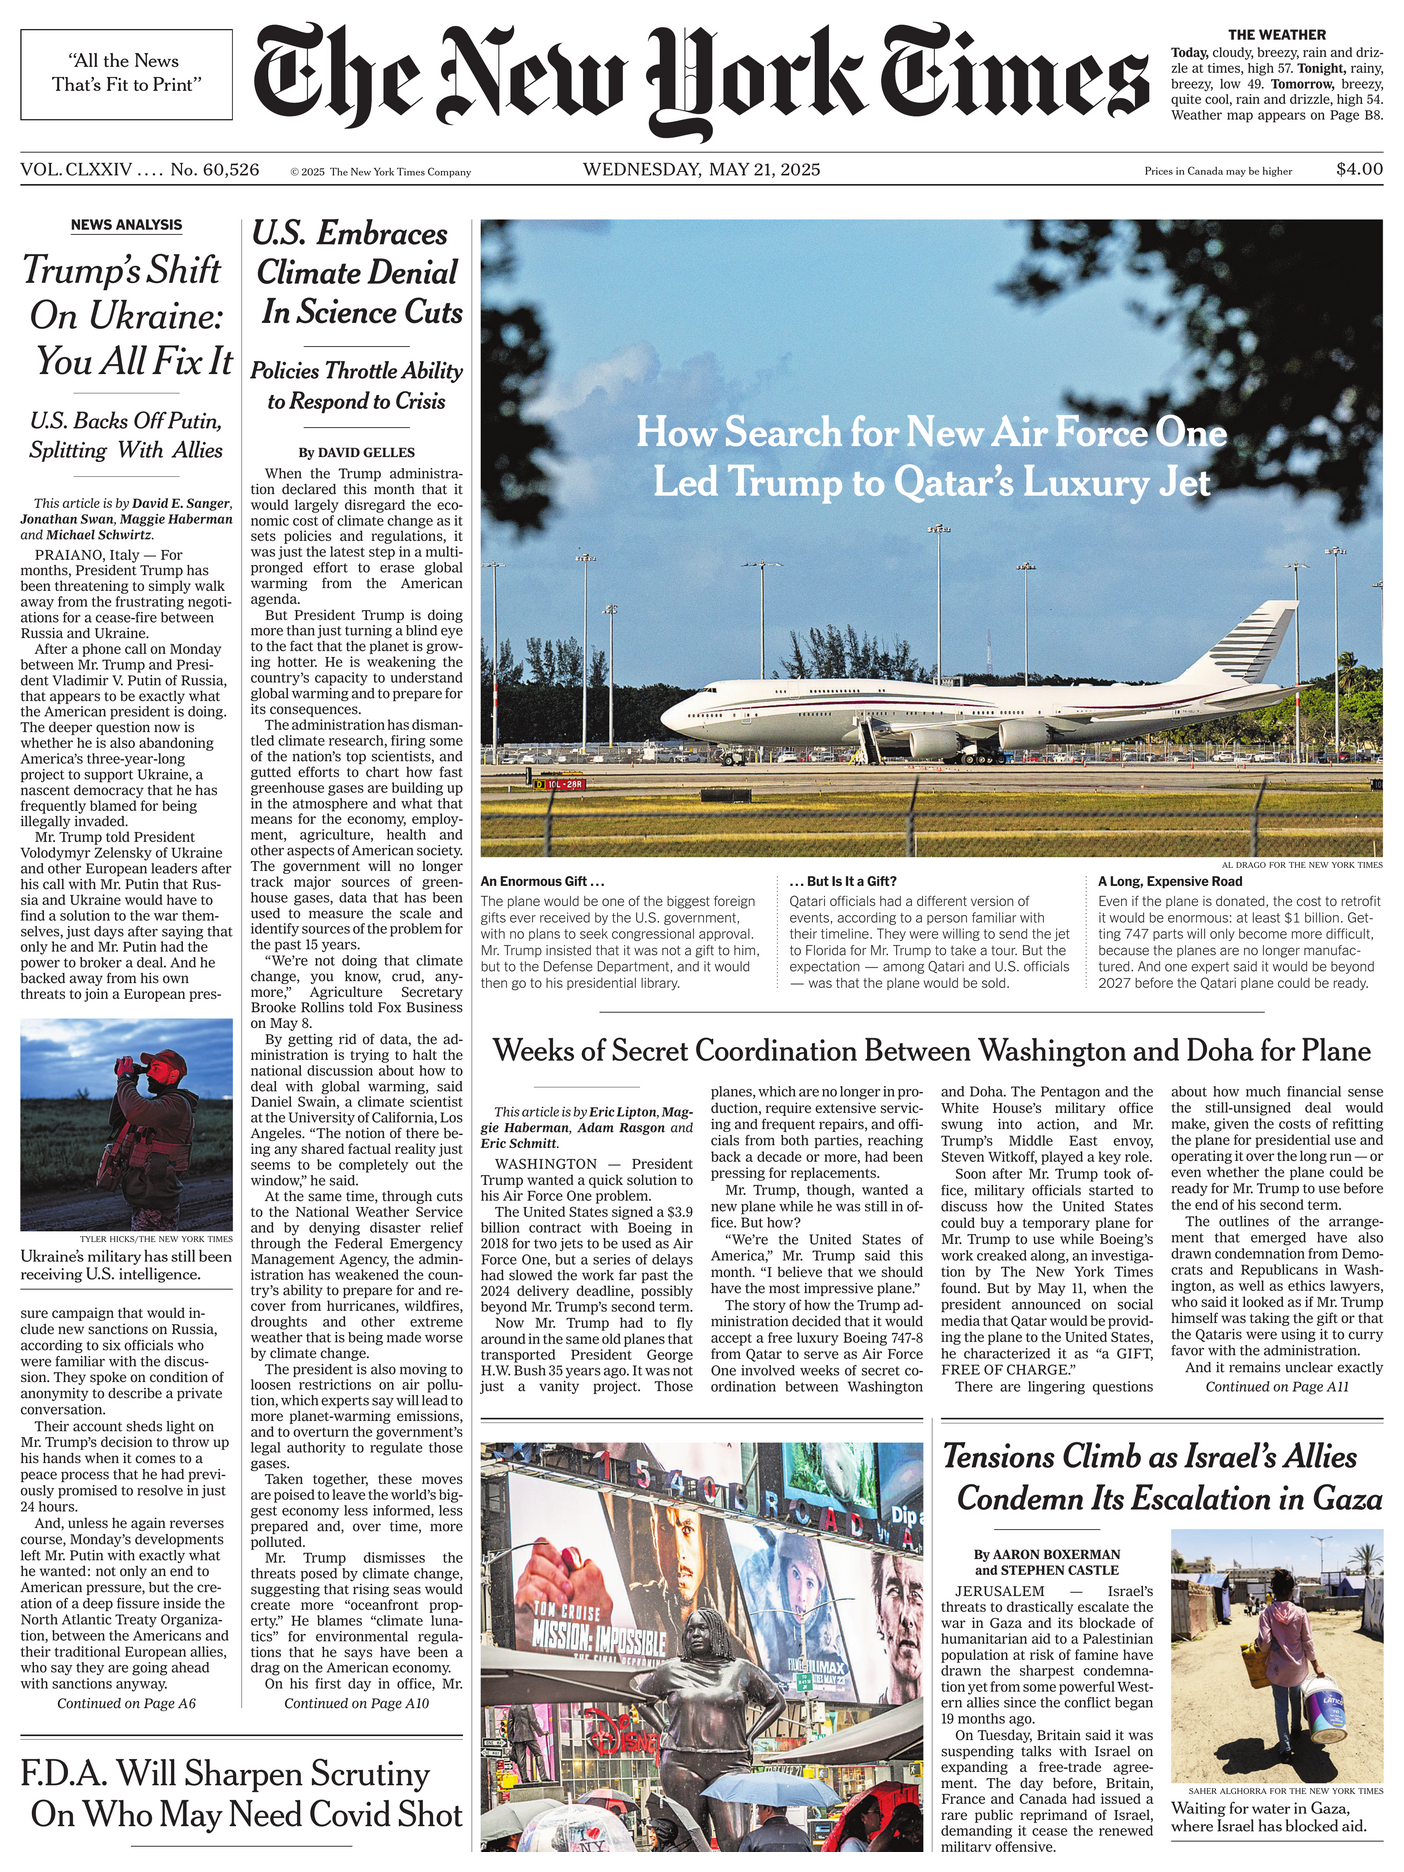 “All the News
That’s Fit to Print”
The New York Times
THE WEATHER
Today, cloudy, breezy, rain and driz-
zle at times, high 57. Tonight, rainy,
breezy, low 49. Tomorrow, breezy,
quite cool, rain and drizzle, high 54.
Weather map appears on Page B8.
VOL. CLXXIV .... No. 60,526
© 2025 The New York Times Company
WEDNESDAY, MAY 21, 2025
Prices in Canada may be higher
$4.00
NEWS ANALYSIS
Trump’s Shift
On Ukraine:
You All Fix It
U.S. Backs Off Putin,
Splitting With Allies
This article is by David E. Sanger,
Jonathan Swan, Maggie Haberman
and Michael Schwirtz.
PRAIANO, Italy — For
months, President Trump has
been threatening to simply walk
away from the frustrating negoti-
ations for a cease-fire between
Russia and Ukraine.
After a phone call on Monday
between Mr. Trump and Presi-
dent Vladimir V. Putin of Russia,
that appears to be exactly what
the American president is doing.
The deeper question now is
whether he is also abandoning
America’s three-year-long
project to support Ukraine, a
nascent democracy that he has
frequently blamed for being
illegally invaded.
Mr. Trump told President
Volodymyr Zelensky of Ukraine
and other European leaders after
his call with Mr. Putin that Rus-
sia and Ukraine would have to
find a solution to the war them-
selves, just days after saying that
only he and Mr. Putin had the
power to broker a deal. And he
backed away from his own
threats to join a European pres-
TYLER HICKS/THE NEW YORK TIMES
Ukraine’s military has still been
receiving U.S. intelligence.
sure campaign that would in-
clude new sanctions on Russia,
according to six officials who
were familiar with the discus-
sion. They spoke on condition of
anonymity to describe a private
conversation.
Their account sheds light on
Mr. Trump’s decision to throw up
his hands when it comes to a
peace process that he had previ-
ously promised to resolve in just
24 hours.
And, unless he again reverses
course, Monday’s developments
left Mr. Putin with exactly what
he wanted: not only an end to
American pressure, but the cre-
ation of a deep fissure inside the
North Atlantic Treaty Organiza-
tion, between the Americans and
their traditional European allies,
who say they are going ahead
with sanctions anyway.
Continued on Page A6
U.S. Embraces
Climate Denial
In Science Cuts
Policies Throttle Ability
to Respond to Crisis
By DAVID GELLES
When the Trump administra-
tion declared this month that it
would largely disregard the eco-
nomic cost of climate change as it
sets policies and regulations, it
was just the latest step in a multi-
pronged effort to erase global
warming from the American
agenda.
But President Trump is doing
more than just turning a blind eye
to the fact that the planet is grow-
ing hotter. He is weakening the
country’s capacity to understand
global warming and to prepare for
its consequences.
The administration has disman-
tled climate research, firing some
of the nation’s top scientists, and
gutted efforts to chart how fast
greenhouse gases are building up
in the atmosphere and what that
means for the economy, employ-
ment, agriculture, health and
other aspects of American society.
The government will no longer
track major sources of green-
house gases, data that has been
used to measure the scale and
identify sources of the problem for
the past 15 years.
“We’re not doing that climate
change, you know, crud, any-
more,” Agriculture Secretary
Brooke Rollins told Fox Business
on May 8.
By getting rid of data, the ad-
ministration is trying to halt the
national discussion about how to
deal with global warming, said
Daniel Swain, a climate scientist
at the University of California, Los
Angeles. “The notion of there be-
ing any shared factual reality just
seems to be completely out the
window,” he said.
At the same time, through cuts
to the National Weather Service
and by denying disaster relief
through the Federal Emergency
Management Agency, the admin-
istration has weakened the coun-
try’s ability to prepare for and re-
cover from hurricanes, wildfires,
droughts and other extreme
weather that is being made worse
by climate change.
The president is also moving to
loosen restrictions on air pollu-
tion, which experts say will lead to
more planet-warming emissions,
and to overturn the government’s
legal authority to regulate those
gases.
Taken together, these moves
are poised to leave the world’s big-
gest economy less informed, less
prepared and, over time, more
polluted.
Mr. Trump dismisses the
threats posed by climate change,
suggesting that rising seas would
create more “oceanfront prop-
erty.” He blames “climate luna-
tics” for environmental regula-
tions that he says have been a
drag on the American economy.
On his first day in office, Mr.
Continued on Page A10
F.D.A. Will Sharpen Scrutiny
On Who May Need Covid Shot
How Search for New Air Force One
Led Trump to Qatar’s Luxury Jet
D 10L-28R
AL DRAGO FOR THE NEW YORK TIMES
An Enormous Gift ...
The plane would be one of the biggest foreign
gifts ever received by the U.S. government,
with no plans to seek congressional approval.
Mr. Trump insisted that it was not a gift to him,
but to the Defense Department, and it would
then go to his presidential library.
... But Is It a Gift?
Qatari officials had a different version of
events, according to a person familiar with
their timeline. They were willing to send the jet
to Florida for Mr. Trump to take a tour. But the
expectation — among Qatari and U.S. officials
— was that the plane would be sold.
A Long, Expensive Road
Even if the plane is donated, the cost to retrofit
it would be enormous: at least $1 billion. Get-
ting 747 parts will only become more difficult,
because the planes are no longer manufac-
tured. And one expert said it would be beyond
2027 before the Qatari plane could be ready.
Weeks of Secret Coordination Between Washington and Doha for Plane
This article is by Eric Lipton, Mag-
gie Haberman, Adam Rasgon and
Eric Schmitt.
WASHINGTON — President
Trump wanted a quick solution to
his Air Force One problem.
The United States signed a $3.9
billion contract with Boeing in
2018 for two jets to be used as Air
Force One, but a series of delays
had slowed the work far past the
2024 delivery deadline, possibly
beyond Mr. Trump’s second term.
Now Mr. Trump had to fly
around in the same old planes that
transported President George
H.W. Bush 35 years ago. It was not
just a vanity project. Those
planes, which are no longer in pro-
duction, require extensive servic-
ing and frequent repairs, and offi-
cials from both parties, reaching
back a decade or more, had been
pressing for replacements.
Mr. Trump, though, wanted a
new plane while he was still in of-
fice. But how?
“We’re the United States of
America,” Mr. Trump said this
month. “I believe that we should
have the most impressive plane.”
The story of how the Trump ad-
ministration decided that it would
accept a free luxury Boeing 747-8
from Qatar to serve as Air Force
One involved weeks of secret co-
ordination between Washington
and Doha. The Pentagon and the
White House’s military office
swung into action, and Mr.
Trump’s Middle East envoy,
Steven Witkoff, played a key role.
Soon after Mr. Trump took of-
fice, military officials started to
discuss how the United States
could buy a temporary plane for
Mr. Trump to use while Boeing’s
work creaked along, an investiga-
tion by The New York Times
found. But by May 11, when the
president announced on social
media that Qatar would be provid-
ing the plane to the United States,
he characterized it as “a GIFT,
FREE OF CHARGE.”
There are lingering questions
about how much financial sense
the still-unsigned deal would
make, given the costs of refitting
the plane for presidential use and
operating it over the long run — or
even whether the plane could be
ready for Mr. Trump to use before
the end of his second term.
The outlines of the arrange-
ment that emerged have also
drawn condemnation from Demo-
crats and Republicans in Wash-
ington, as well as ethics lawyers,
who said it looked as if Mr. Trump
himself was taking the gift or that
the Qataris were using it to curry
favor with the administration.
And it remains unclear exactly
Continued on Page A11
1540 BROADWA
Dip a
TOM CRUISE
MISSION: IMPOSSIBLE
IMAX
MAY 23
DISNE
I NY
Tensions Climb as Israel’s Allies
Condemn Its Escalation in Gaza
By AARON BOXERMAN
and STEPHEN CASTLE
JERUSALEM — Israel’s
threats to drastically escalate the
war in Gaza and its blockade of
humanitarian aid to a Palestinian
population at risk of famine have
drawn the sharpest condemna-
tion yet from some powerful West-
ern allies since the conflict began
19 months ago.
On Tuesday, Britain said it was
suspending talks with Israel on
expanding a free-trade agree-
ment. The day before, Britain,
France and Canada had issued a
rare public reprimand of Israel,
demanding it cease the renewed
military offensive.
SAHER ALGHORRA FOR THE NEW YORK TIMES
Waiting for water in Gaza,
where Israel has blocked aid.